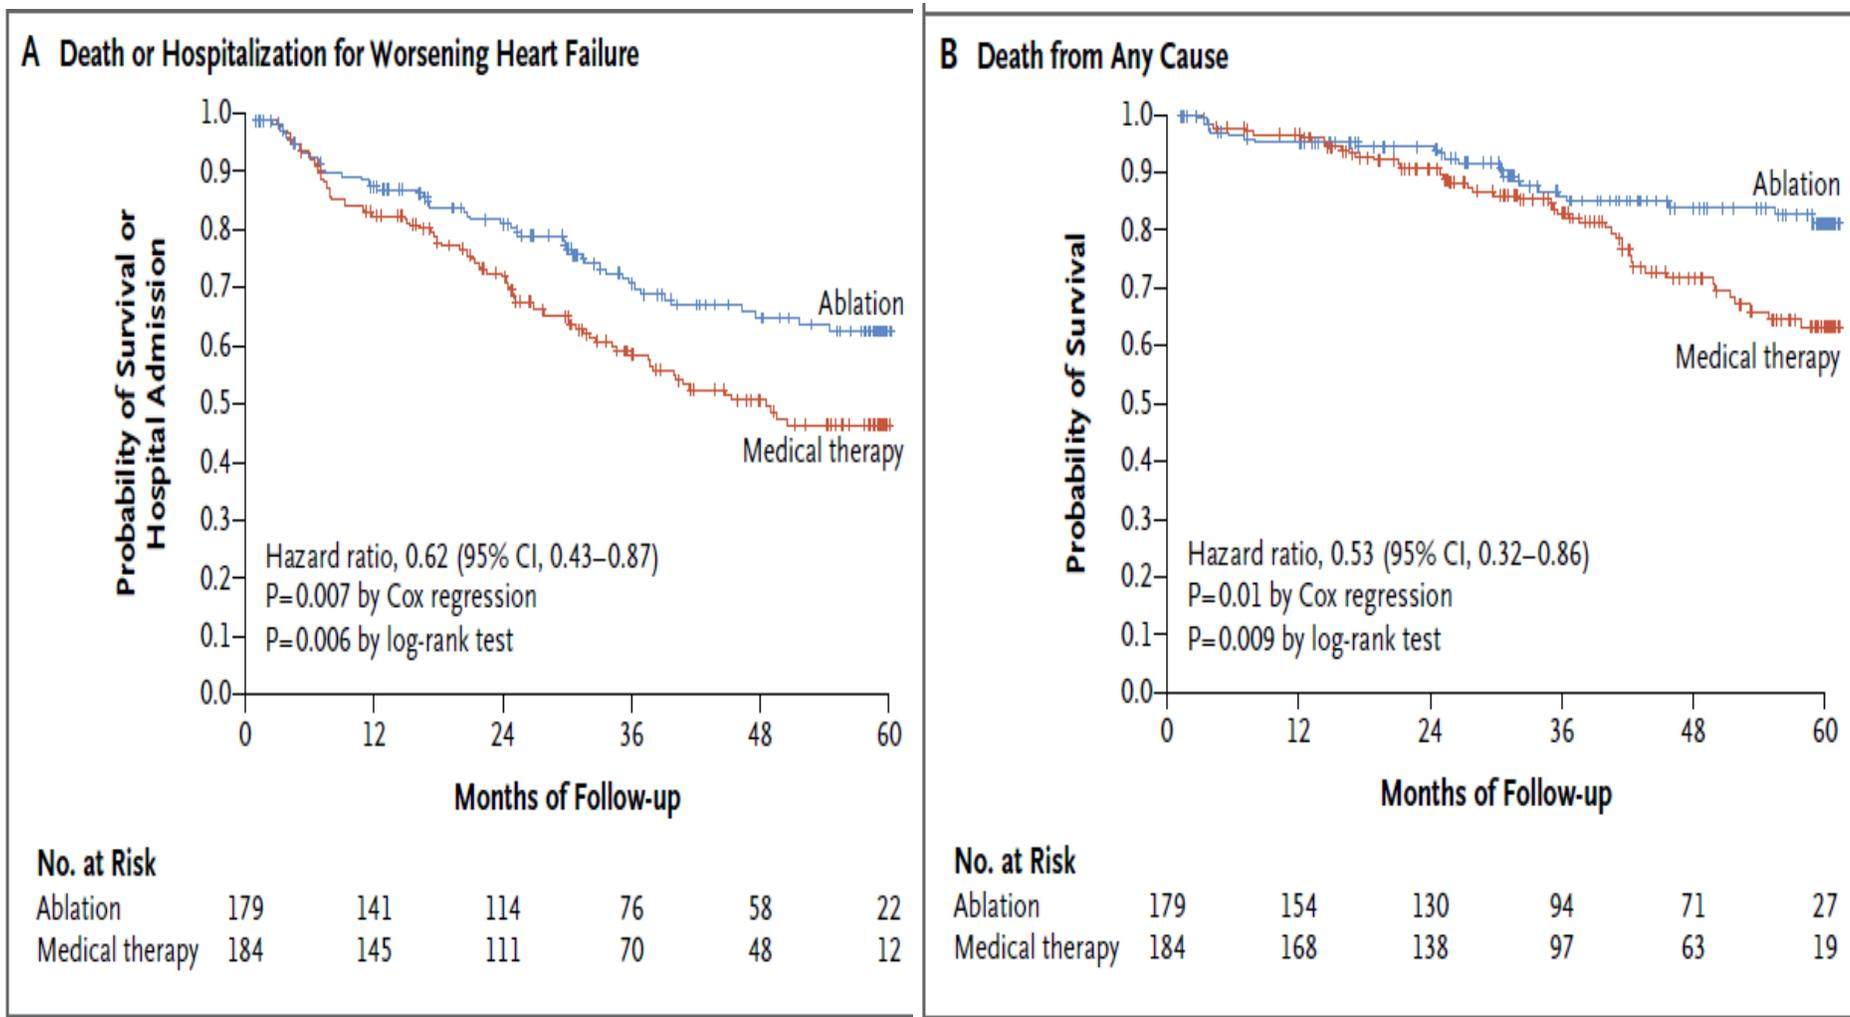 A Death or Hospitalization for Worsening Heart Failure
1.0
0.9
0.8
0.7
0.6
0.5
0.4
0.3
0.2
0.1
0.0
Probability of Survival or
Hospital Admission
Ablation
Medical therapy
Hazard ratio, 0.62 (95% CI, 0.43–0.87)
P=0.007 by Cox regression
P=0.006 by log-rank test
0 12 24 36 48 60
Months of Follow-up
No. at Risk
Ablation 179 141 114 76 58 22
Medical therapy 184 145 111 70 48 12
B Death from Any Cause
1.0
0.9
0.8
0.7
0.6
0.5
0.4
0.3
0.2
0.1
0.0
Probability of Survival
Ablation
Medical therapy
Hazard ratio, 0.53 (95% CI, 0.32–0.86)
P=0.01 by Cox regression
P=0.009 by log-rank test
0 12 24 36 48 60
Months of Follow-up
No. at Risk
Ablation 179 154 130 94 71 27
Medical therapy 184 168 138 97 63 19